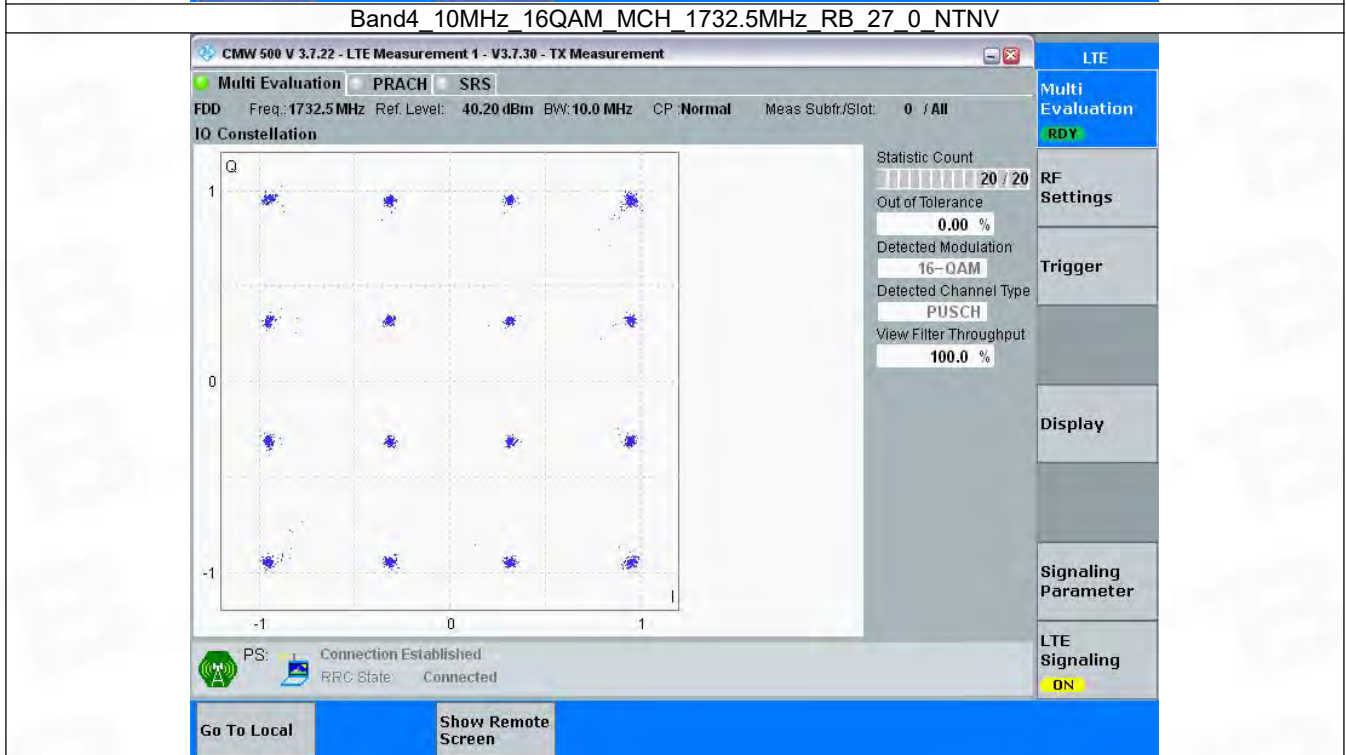 Band4_10MHz_16QAM_MCH_1732.5MHz_RB_27_0_NTNV
CMW 500 V 3.7.22 - LTE Measurement 1 - V3.7.30 - TX Measurement
LTE
Multi Evaluation PRACH SRS
Multi
Evaluation
RDY
FDD Freq.: 1732.5 MHz Ref. Level: 40.20 dBm BW: 10.0 MHz CP :Normal Meas Subfr./Slot: 0 / All
IQ Constellation
Q
1
0
-1
I
-1 0 1
Statistic Count
20 / 20
Out of Tolerance
0.00 %
Detected Modulation
16-QAM
Detected Channel Type
PUSCH
View Filter Throughput
100.0 %
RF
Settings
Trigger
Display
Signaling
Parameter
LTE
Signaling
ON
PS: Connection Established
RRC State: Connected
Go To Local
Show Remote
Screen